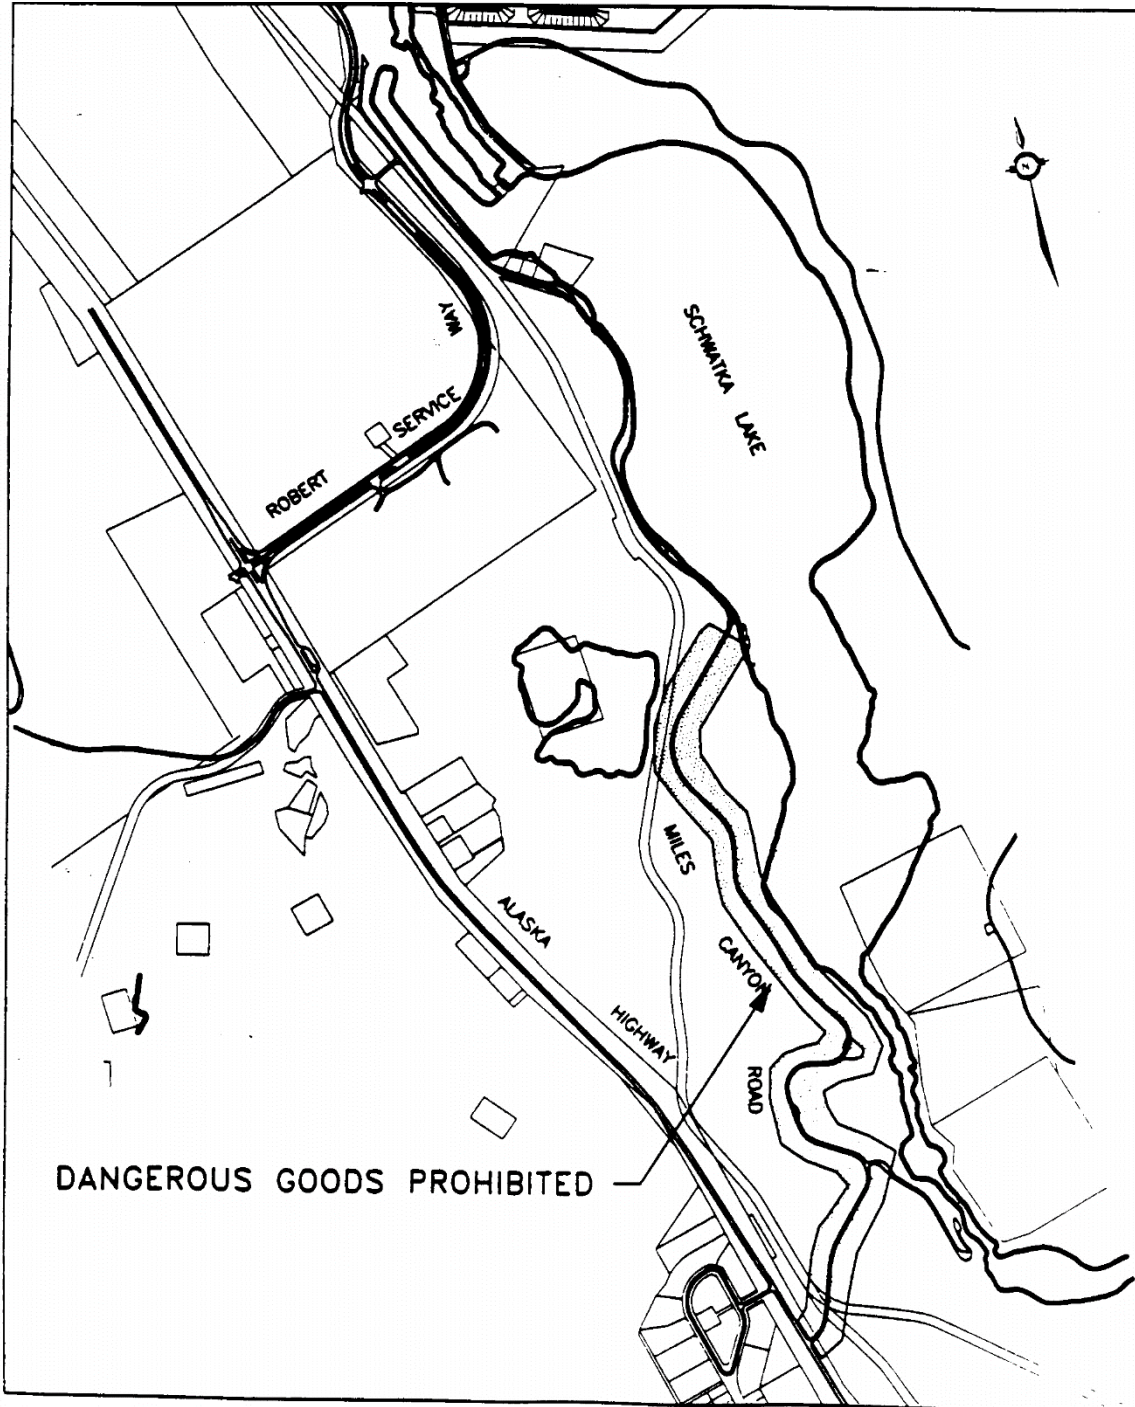 SCHWATKA LAKE
ROBERT SERVICE WAY
MILES CANYON ROAD
ALASKA HIGHWAY
DANGEROUS GOODS PROHIBITED